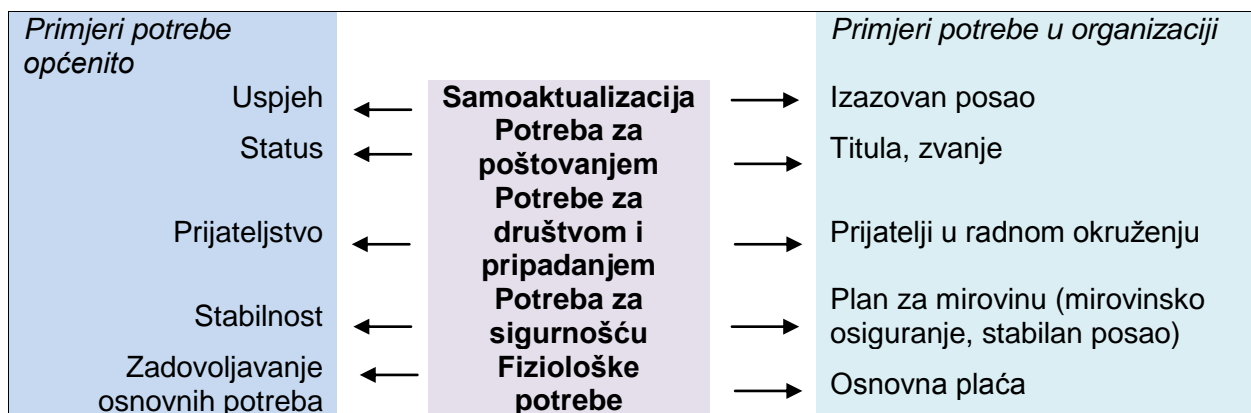 Primjeri potrebe
općenito
Primjeri potrebe u organizaciji
Uspjeh
Samoaktualizacija
Izazovan posao
Status
Potreba za
poštovanjem
Titula, zvanje
Prijateljstvo
Potrebe za
društvom i
pripadanjem
Prijatelji u radnom okruženju
Stabilnost
Potreba za
sigurnošću
Plan za mirovinu (mirovinsko
osiguranje, stabilan posao)
Zadovoljavanje
osnovnih potreba
Fiziološke
potrebe
Osnovna plaća